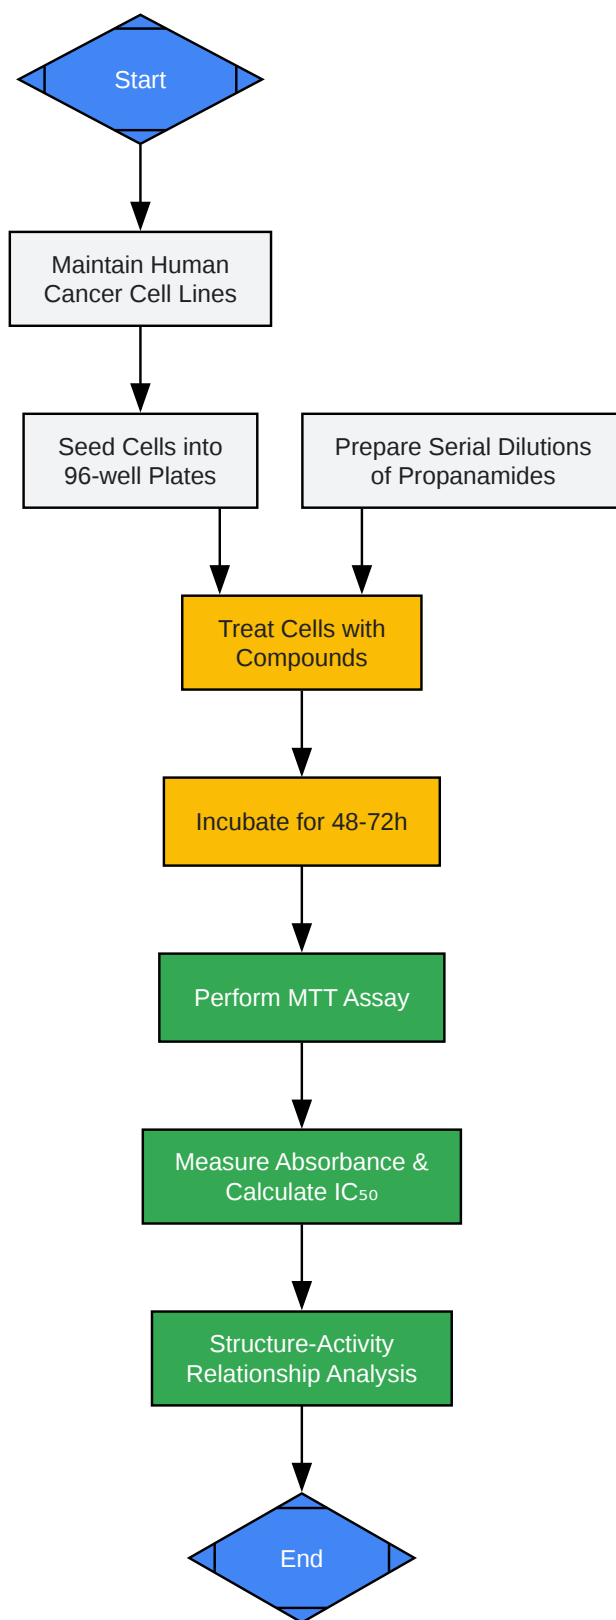 Start
Maintain Human
Cancer Cell Lines
Seed Cells into
96-well Plates
Prepare Serial Dilutions
of Propanamides
Treat Cells with
Compounds
Incubate for 48-72h
Perform MTT Assay
Measure Absorbance &
Calculate IC₅₀
Structure-Activity
Relationship Analysis
End